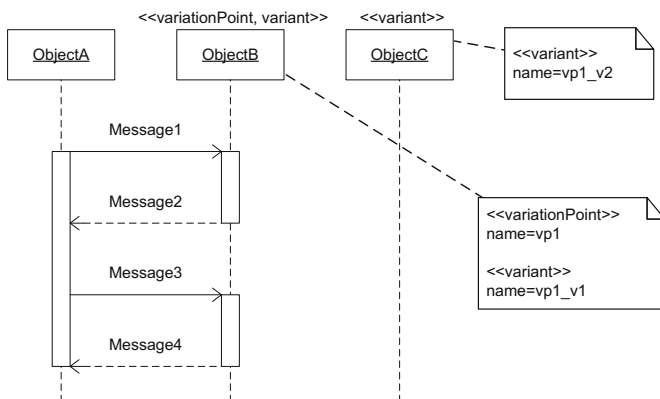 <<variationPoint, variant>>
<<variant>>
ObjectA
ObjectB
ObjectC
<<variant>>
name=vp1_v2
Message1
Message2
<<variationPoint>>
name=vp1
<<variant>>
name=vp1_v1
Message3
Message4